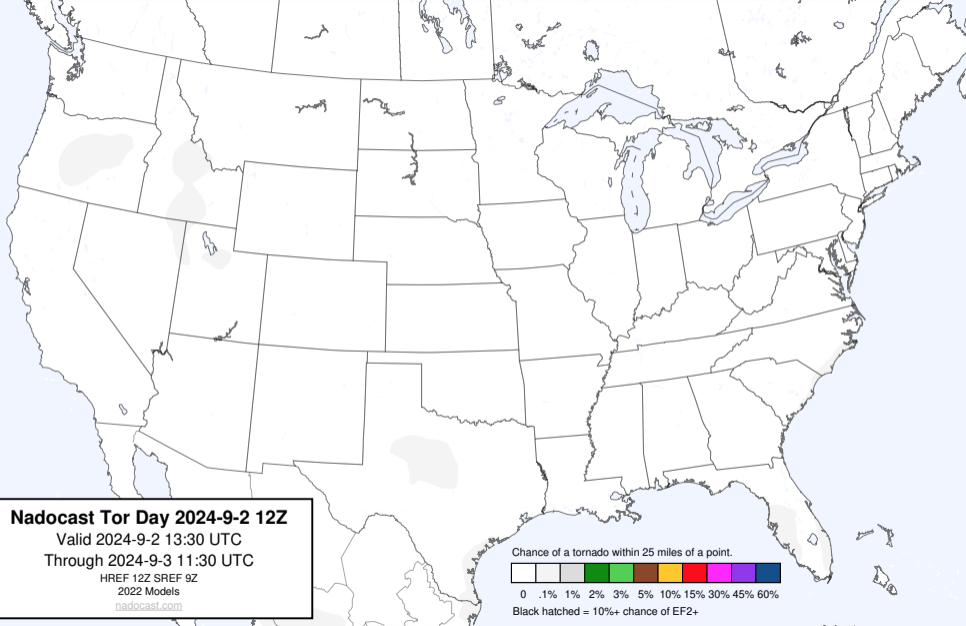 Nadocast Tor Day 2024-9-2 12Z
Valid 2024-9-2 13:30 UTC
Through 2024-9-3 11:30 UTC
HREF 12Z SREF 9Z
2022 Models
nadocast.com
Chance of a tornado within 25 miles of a point.
0 .1% 1% 2% 3% 5% 10% 15% 30% 45% 60%
Black hatched = 10%+ chance of EF2+